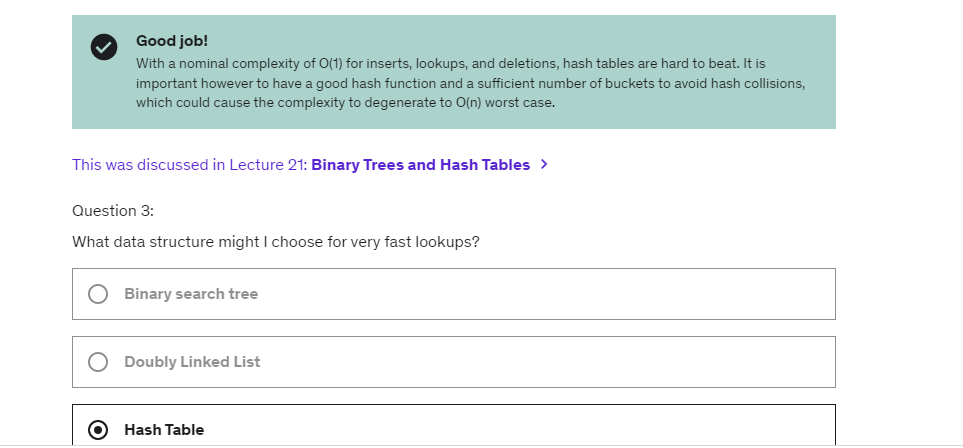 Good job!
With a nominal complexity of O(1) for inserts, lookups, and deletions, hash tables are hard to beat. It is
important however to have a good hash function and a sufficient number of buckets to avoid hash collisions,
which could cause the complexity to degenerate to O(n) worst case.
This was discussed in Lecture 21: Binary Trees and Hash Tables >
Question 3:
What data structure might I choose for very fast lookups?
Binary search tree
Doubly Linked List
Hash Table